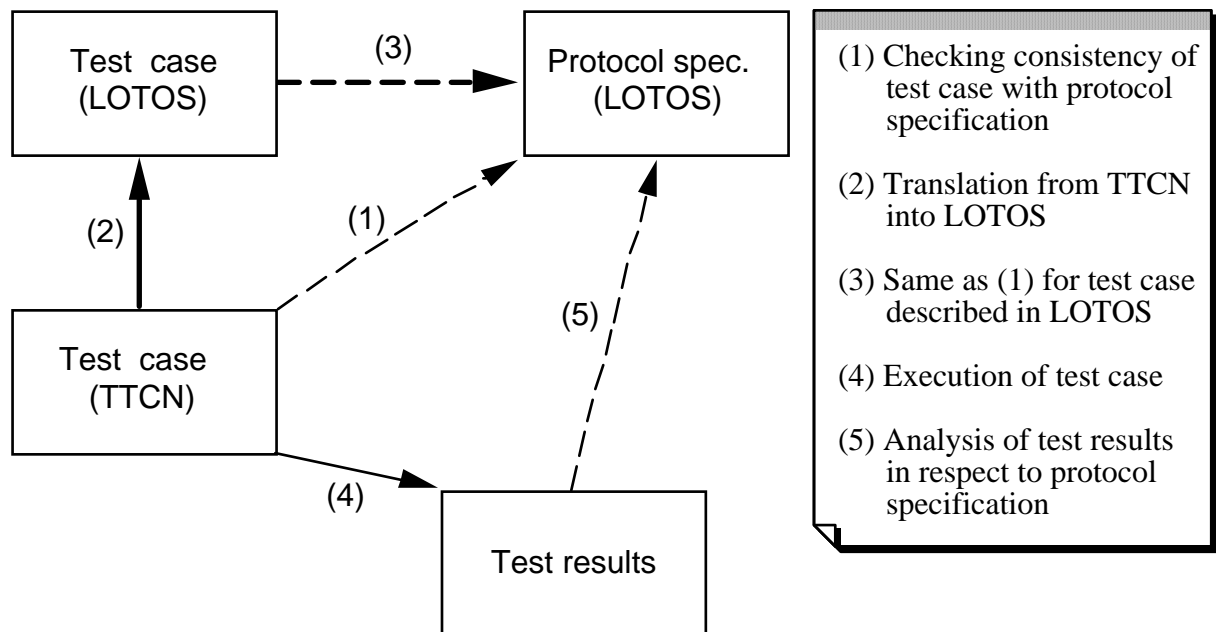 Test case
(LOTOS)
(3)
Protocol spec.
(LOTOS)
(1)
(2)
Test case
(TTCN)
(5)
(4)
Test results
(1) Checking consistency of
test case with protocol
specification
(2) Translation from TTCN
into LOTOS
(3) Same as (1) for test case
described in LOTOS
(4) Execution of test case
(5) Analysis of test results
in respect to protocol
specification